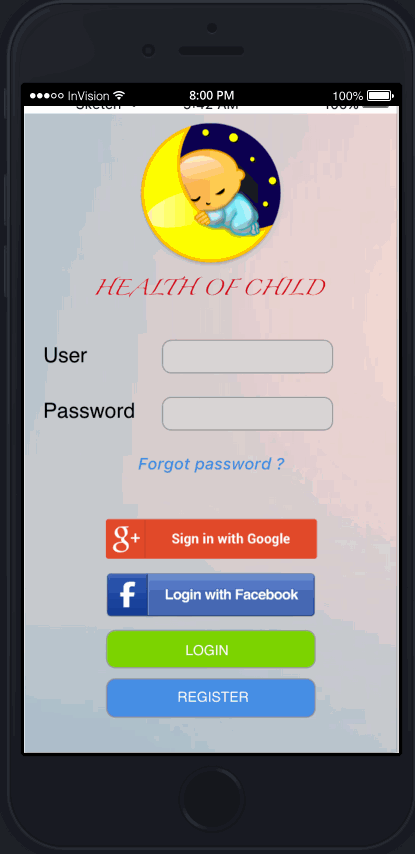 InVision 8:00 PM 100%
Sketch 9:42 AM 100%
HEALTH OF CHILD
User
Password
Forgot password ?
g+ Sign in with Google
f Login with Facebook
LOGIN
REGISTER